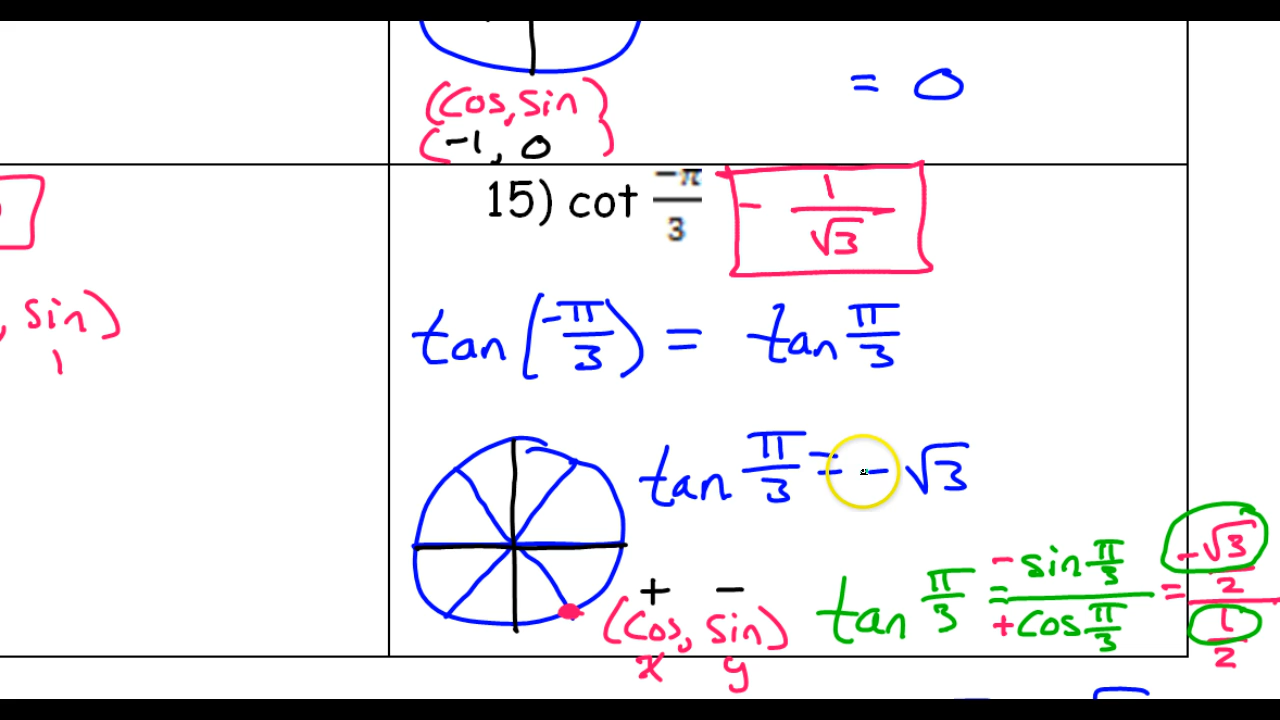 = 0
(cos, sin)
(-1, 0)
15) cot -π/3
- 1/√3
, sin)
1
tan(-π/3) = tan π/3
tan π/3 = - √3
+ -
(cos, sin)
x y
tan π/3 = -sin π/3 / +cos π/3 = -√3/2 / 1/2